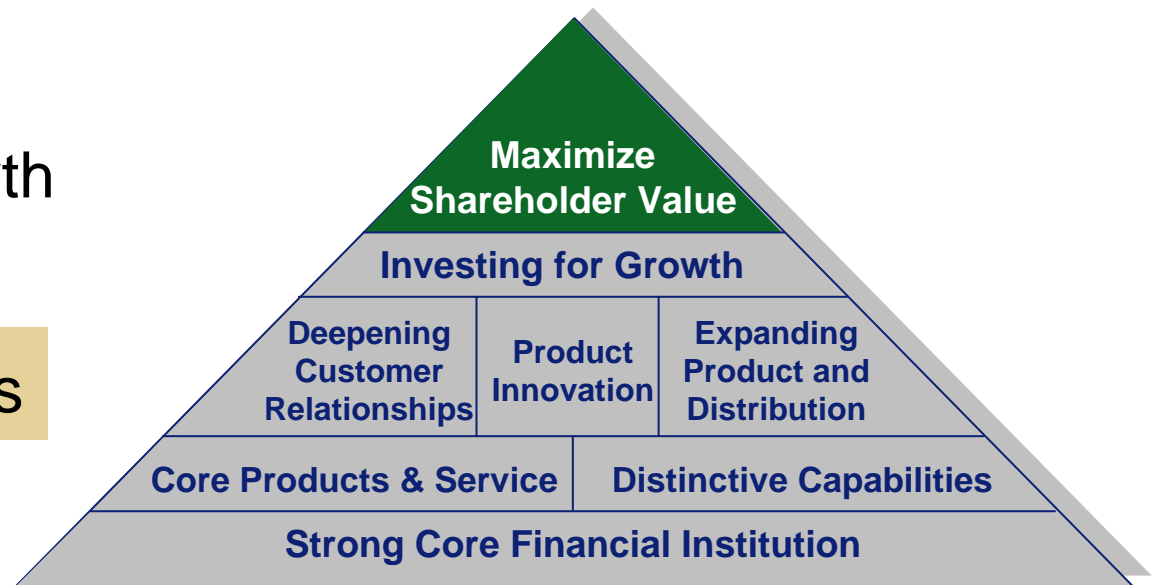 Maximize
Shareholder Value
Investing for Growth
Deepening
Customer
Relationships
Product
Innovation
Expanding
Product and
Distribution
Core Products & Service
Distinctive Capabilities
Strong Core Financial Institution